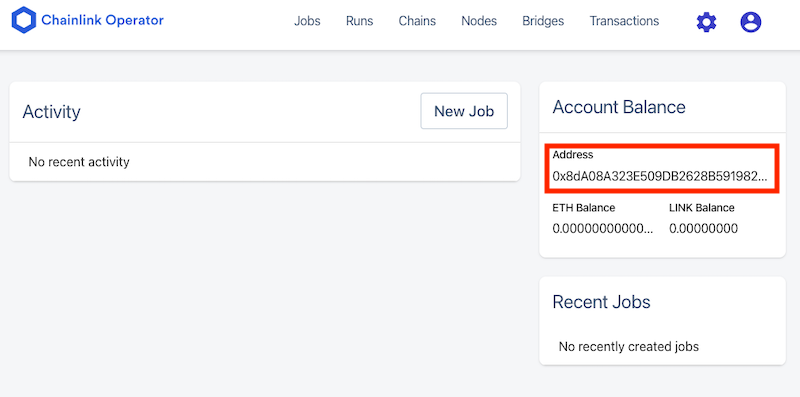 Chainlink Operator Jobs Runs Chains Nodes Bridges Transactions
Activity
New Job
No recent activity
Account Balance
Address
0x8dA08A323E509DB2628B591982...
ETH Balance LINK Balance
0.00000000000... 0.00000000
Recent Jobs
No recently created jobs